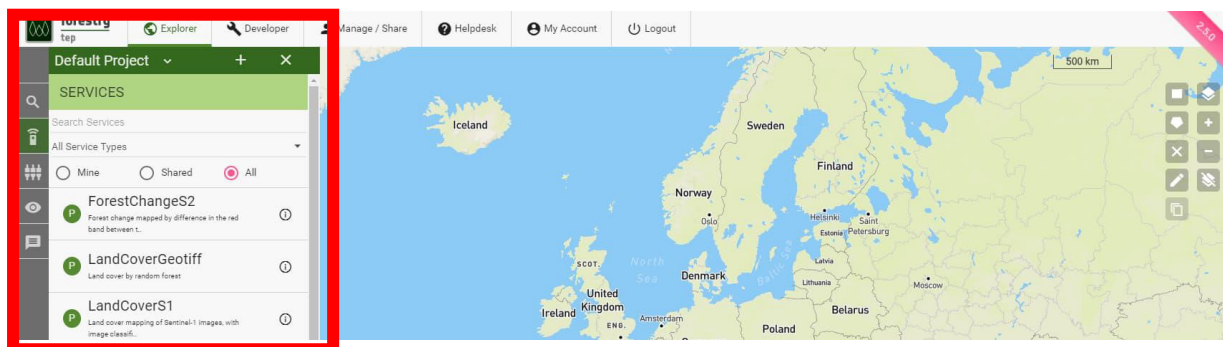 forestry
tep
Explorer
Developer
Manage / Share
Helpdesk
My Account
Logout
2.5.0
Default Project
SERVICES
Search Services
All Service Types
Mine
Shared
All
P
ForestChangeS2
Forest change mapped by difference in the red
band between t..
P
LandCoverGeotiff
Land cover by random forest
P
LandCoverS1
Land cover mapping of Sentinel-1 images, with
image classifi..
500 km
Iceland
Sweden
Finland
Norway
Oslo
Helsinki
Saint
Petersburg
Estonia
North
Sea
Baltic Sea
Latvia
SCOT.
Denmark
Lithuania
Moscow
United
Kingdom
Ireland
ENG.
Amsterdam
Belarus
Poland